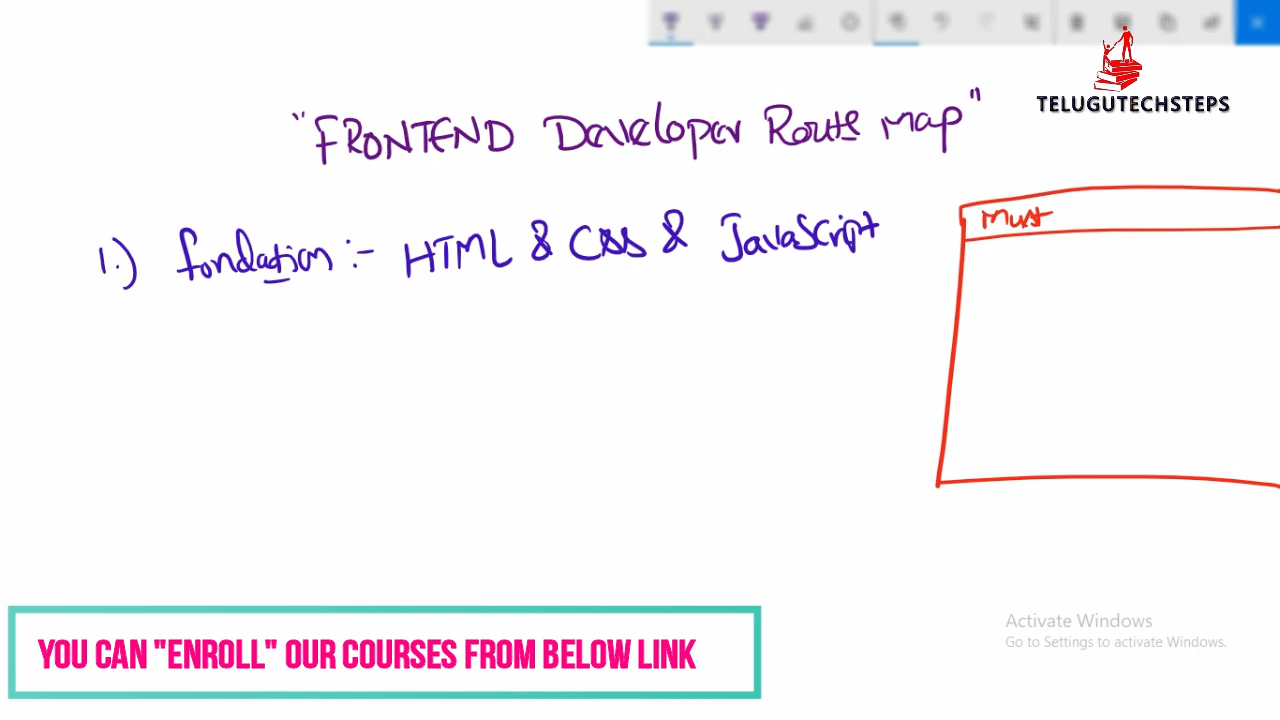 TELUGUTECHSTEPS
"FRONTEND Developer Route Map"
1.) fondation :- HTML & CSS & JavaScript
Must
YOU CAN "ENROLL" OUR COURSES FROM BELOW LINK
Activate Windows
Go to Settings to activate Windows.